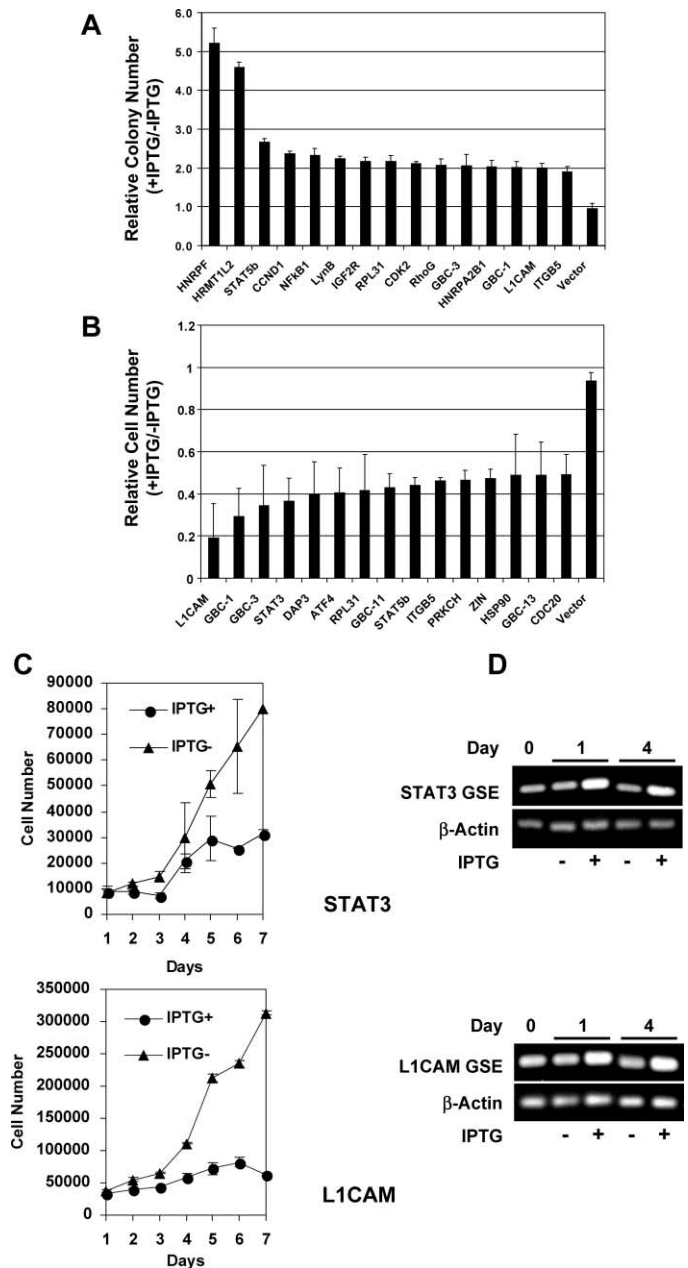 A
Relative Colony Number
(+IPTG/-IPTG)
6.0
5.0
4.0
3.0
2.0
1.0
0.0
HNRPF
HRMT1L2
STAT5b
CCND1
NFkB1
LynB
IGF2R
RPL31
CDK2
RhoG
GBC-3
HNRPA2B1
GBC-1
L1CAM
ITGB5
Vector
B
Relative Cell Number
(+IPTG/-IPTG)
1.2
1
0.8
0.6
0.4
0.2
0
L1CAM
GBC-1
GBC-3
STAT3
DAP3
ATF4
RPL31
GBC-11
STAT5b
ITGB5
PRKCH
ZIN
HSP90
GBC-13
CDC20
Vector
C
Cell Number
90000
80000
70000
60000
50000
40000
30000
20000
10000
0
IPTG+
IPTG-
1 2 3 4 5 6 7
Days
STAT3
D
Day 0 1 4
STAT3 GSE
β-Actin
IPTG - + - +
Cell Number
350000
300000
250000
200000
150000
100000
50000
0
IPTG+
IPTG-
1 2 3 4 5 6 7
Days
L1CAM
Day 0 1 4
L1CAM GSE
β-Actin
IPTG - + - +